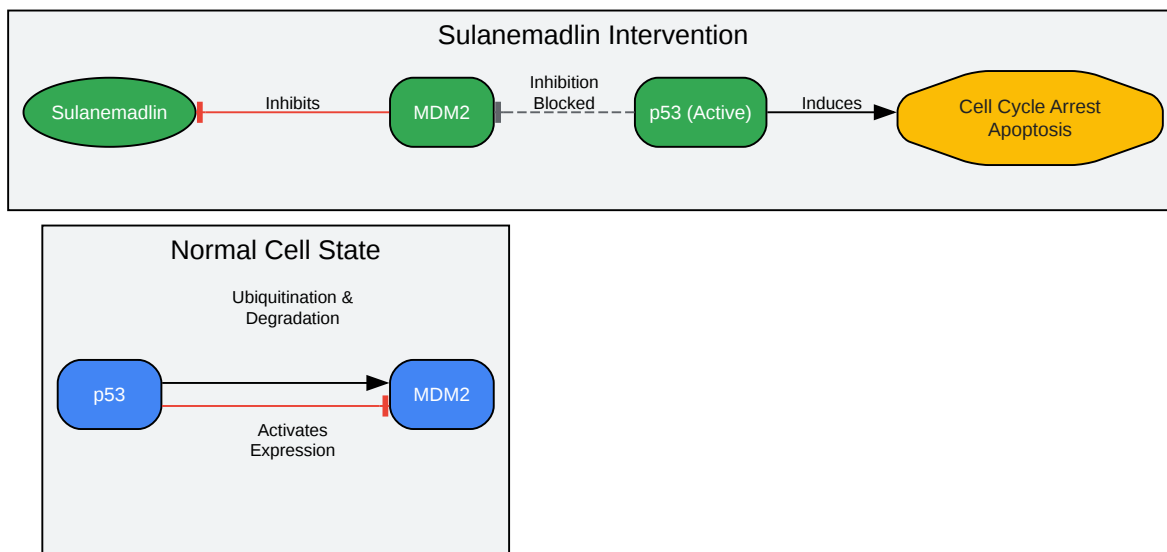 Sulanemadlin Intervention
Sulanemadlin
Inhibits
MDM2
Inhibition
Blocked
p53 (Active)
Induces
Cell Cycle Arrest
Apoptosis
Normal Cell State
Ubiquitination &
Degradation
p53
MDM2
Activates
Expression